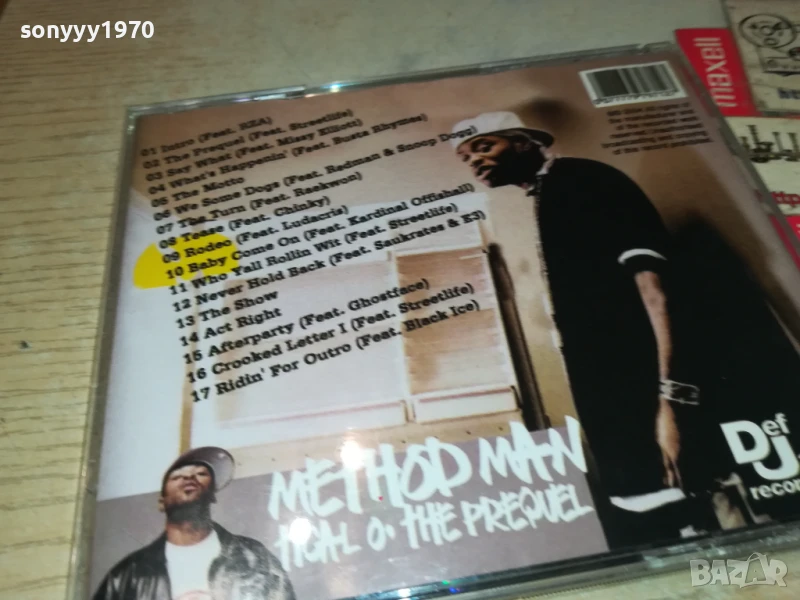 sonyyy1970
maxell
01 Intro (Feat. RZA)
02 The Prequel (Feat. Streetlife)
03 Say What (Feat. Missy Elliott)
04 What's Happenin' (Feat. Busta Rhymes)
05 The Motto
06 We Some Dogs (Feat. Redman & Snoop Dogg)
07 The Turn (Feat. Raekwon)
08 Tease (Feat. Chinky)
09 Rodeo (Feat. Ludacris)
10 Baby Come On (Feat. Kardinal Offishall)
11 Who Yall Rollin Wit (Feat. Streetlife)
12 Never Hold Back (Feat. Saukrates & E3)
13 The Show
14 Act Right
15 Afterparty (Feat. Ghostface)
16 Crooked Letter I (Feat. Streetlife)
17 Ridin' For Outro (Feat. Black Ice)
METHOD MAN
TICAL 0: THE PREQUEL
Def
J
recor
BAZAR